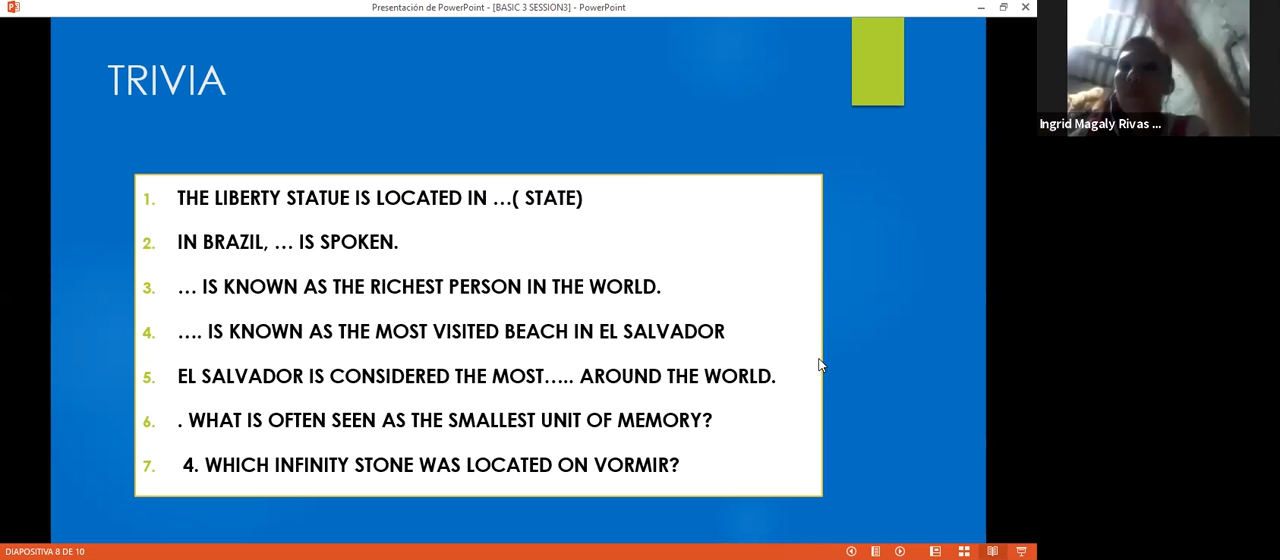 Presentación de PowerPoint - [BASIC 3 SESSION3] - PowerPoint
TRIVIA
1. THE LIBERTY STATUE IS LOCATED IN …( STATE)
2. IN BRAZIL, … IS SPOKEN.
3. … IS KNOWN AS THE RICHEST PERSON IN THE WORLD.
4. …. IS KNOWN AS THE MOST VISITED BEACH IN EL SALVADOR
5. EL SALVADOR IS CONSIDERED THE MOST….. AROUND THE WORLD.
6. . WHAT IS OFTEN SEEN AS THE SMALLEST UNIT OF MEMORY?
7. 4. WHICH INFINITY STONE WAS LOCATED ON VORMIR?
Ingrid Magaly Rivas ...
DIAPOSITIVA 8 DE 10